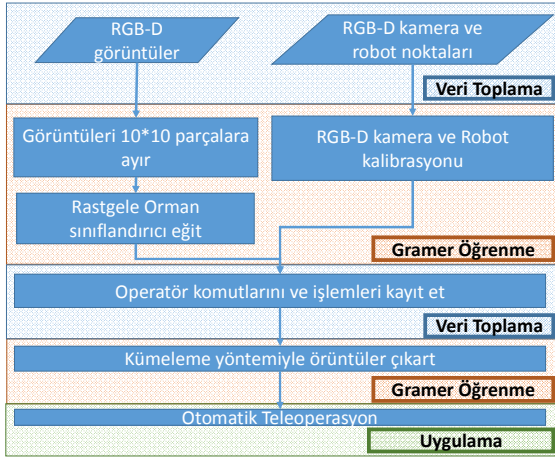 RGB-D
görüntüler
RGB-D kamera ve
robot noktaları
Veri Toplama
Görüntüleri 10*10 parçalara
ayır
RGB-D kamera ve Robot
kalibrasyonu
Rastgele Orman
sınıflandırıcı eğit
Gramer Öğrenme
Operatör komutlarını ve işlemleri kayıt et
Veri Toplama
Kümeleme yöntemiyle örüntüler çıkart
Gramer Öğrenme
Otomatik Teleoperasyon
Uygulama